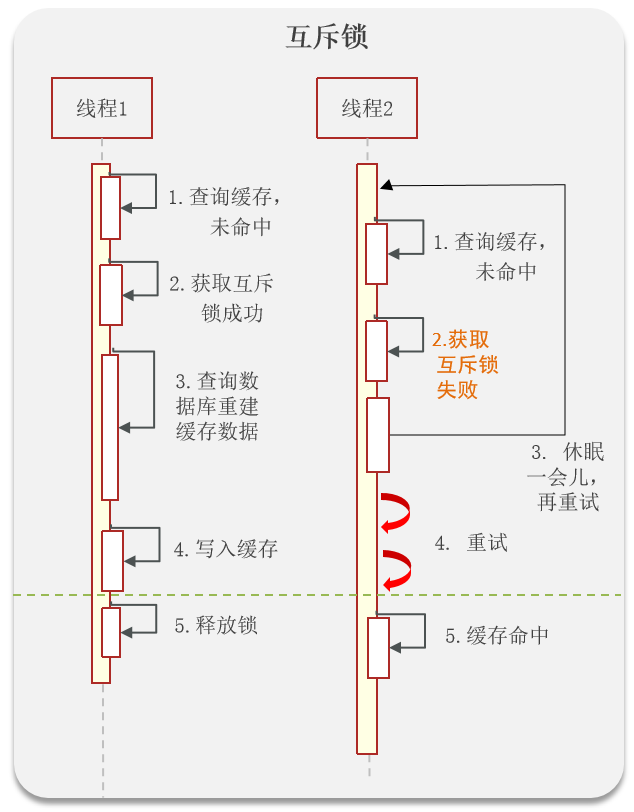 互斥锁
线程1
线程2
1. 查询缓存，
未命中
2. 获取互斥
锁成功
3. 查询数
据库重建
缓存数据
4. 写入缓存
5. 释放锁
1. 查询缓存，
未命中
2.获取
互斥锁
失败
3. 休眠
一会儿，
再重试
4. 重试
5. 缓存命中